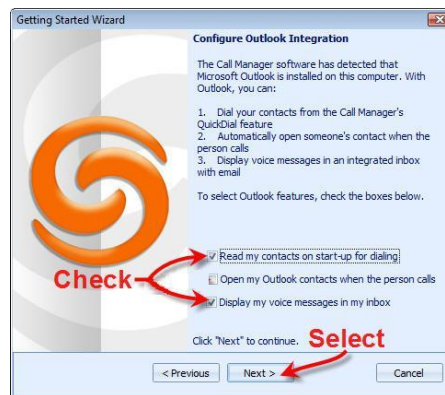 Getting Started Wizard
Configure Outlook Integration
The Call Manager software has detected that
Microsoft Outlook is installed on this computer. With
Outlook, you can:
1. Dial your contacts from the Call Manager's
QuickDial feature
2. Automatically open someone's contact when the
person calls
3. Display voice messages in an integrated inbox
with email
To select Outlook features, check the boxes below.
Read my contacts on start-up for dialing
Check
Open my Outlook contacts when the person calls
Display my voice messages in my inbox
Click "Next" to continue.
Select
< Previous
Next >
Cancel